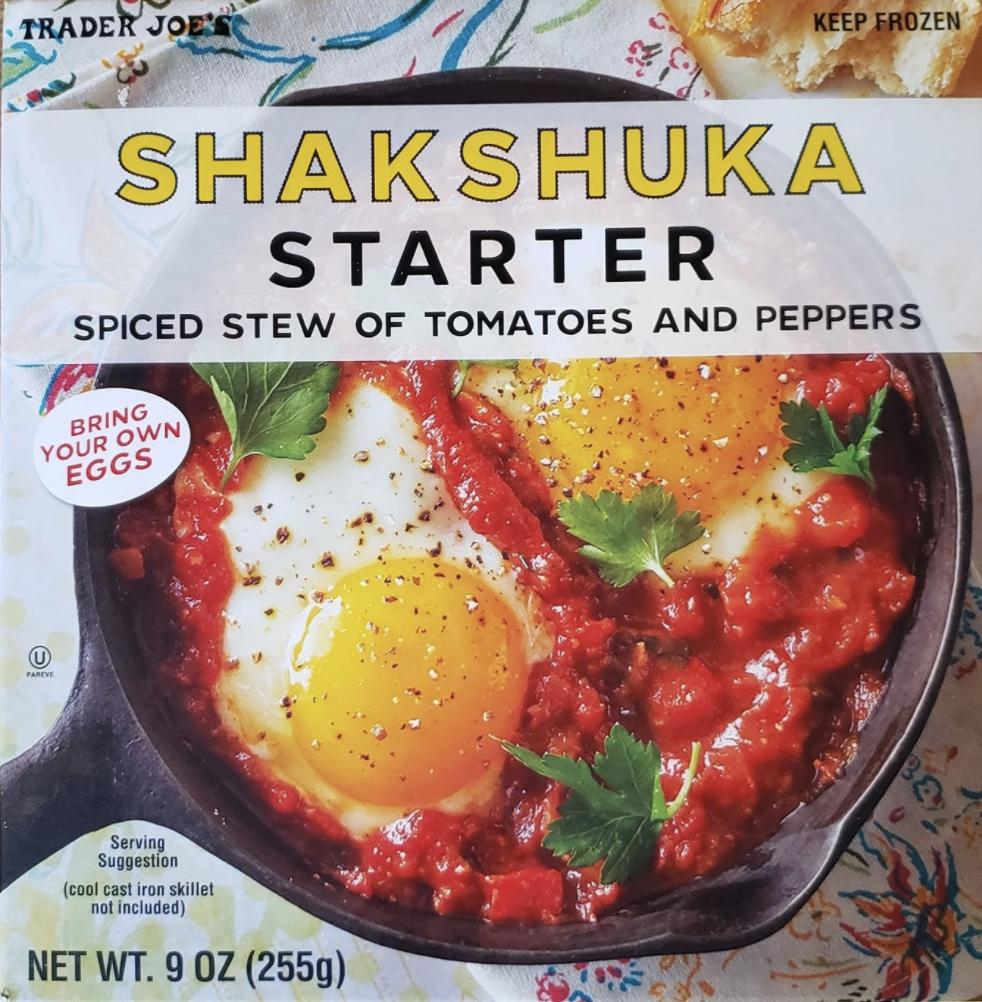 TRADER JOE'S
KEEP FROZEN
SHAKSHUKA
STARTER
SPICED STEW OF TOMATOES AND PEPPERS
BRING
YOUR OWN
EGGS
U
PAREVE
Serving
Suggestion
(cool cast iron skillet
not included)
NET WT. 9 OZ (255g)